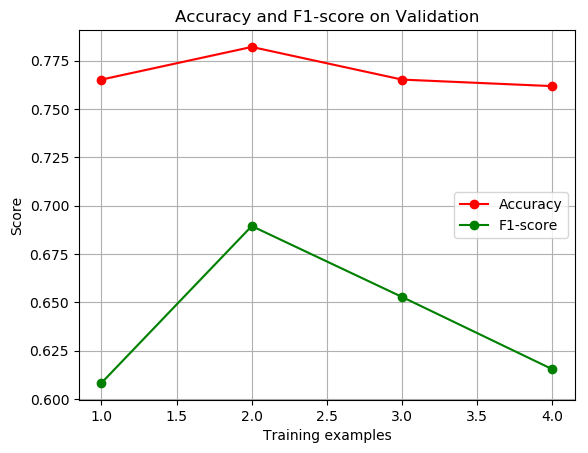 Accuracy and F1-score on Validation
Score
0.775
0.750
0.725
0.700
0.675
0.650
0.625
0.600
Accuracy
F1-score
1.0 1.5 2.0 2.5 3.0 3.5 4.0
Training examples